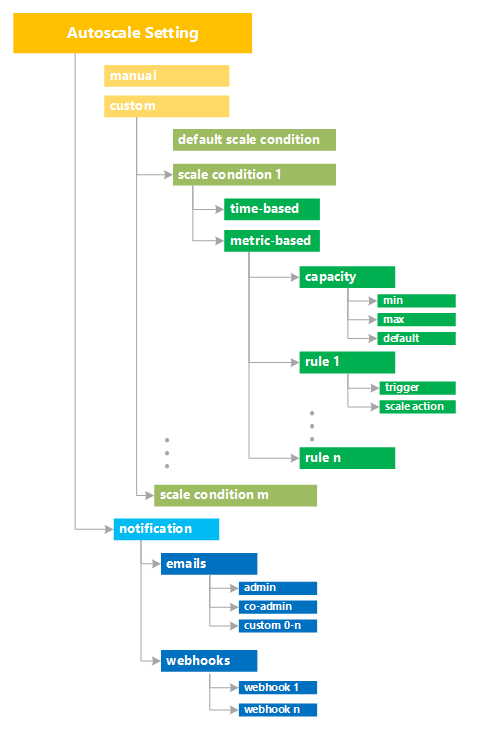 Autoscale Setting
manual
custom
default scale condition
scale condition 1
time-based
metric-based
capacity
min
max
default
rule 1
trigger
scale action
rule n
scale condition m
notification
emails
admin
co-admin
custom 0-n
webhooks
webhook 1
webhook n